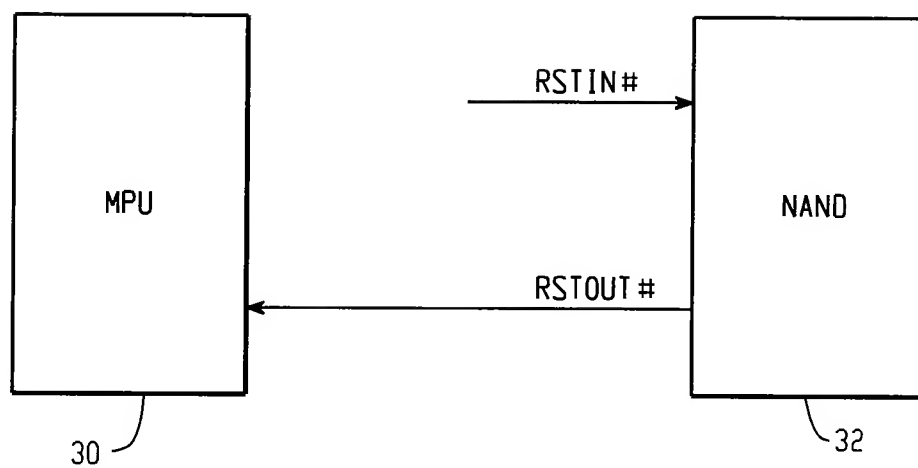 RSTIN#
MPU
NAND
RSTOUT#
30
32